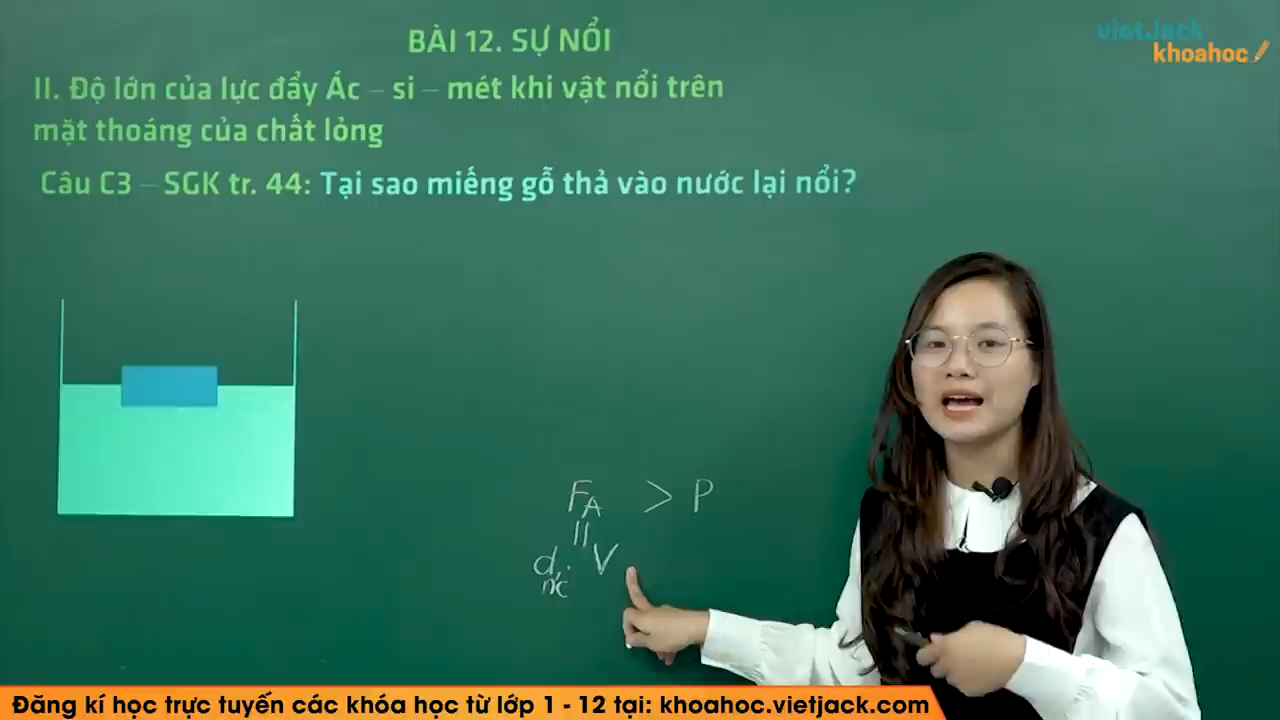 BÀI 12. SỰ NỔI
vietjack
khoahoc
II. Độ lớn của lực đẩy Ác – si – mét khi vật nổi trên
mặt thoáng của chất lỏng
Câu C3 – SGK tr. 44: Tại sao miếng gỗ thả vào nước lại nổi?
FA > P
=
d nc . V
Đăng kí học trực tuyến các khóa học từ lớp 1 - 12 tại: khoahoc.vietjack.com